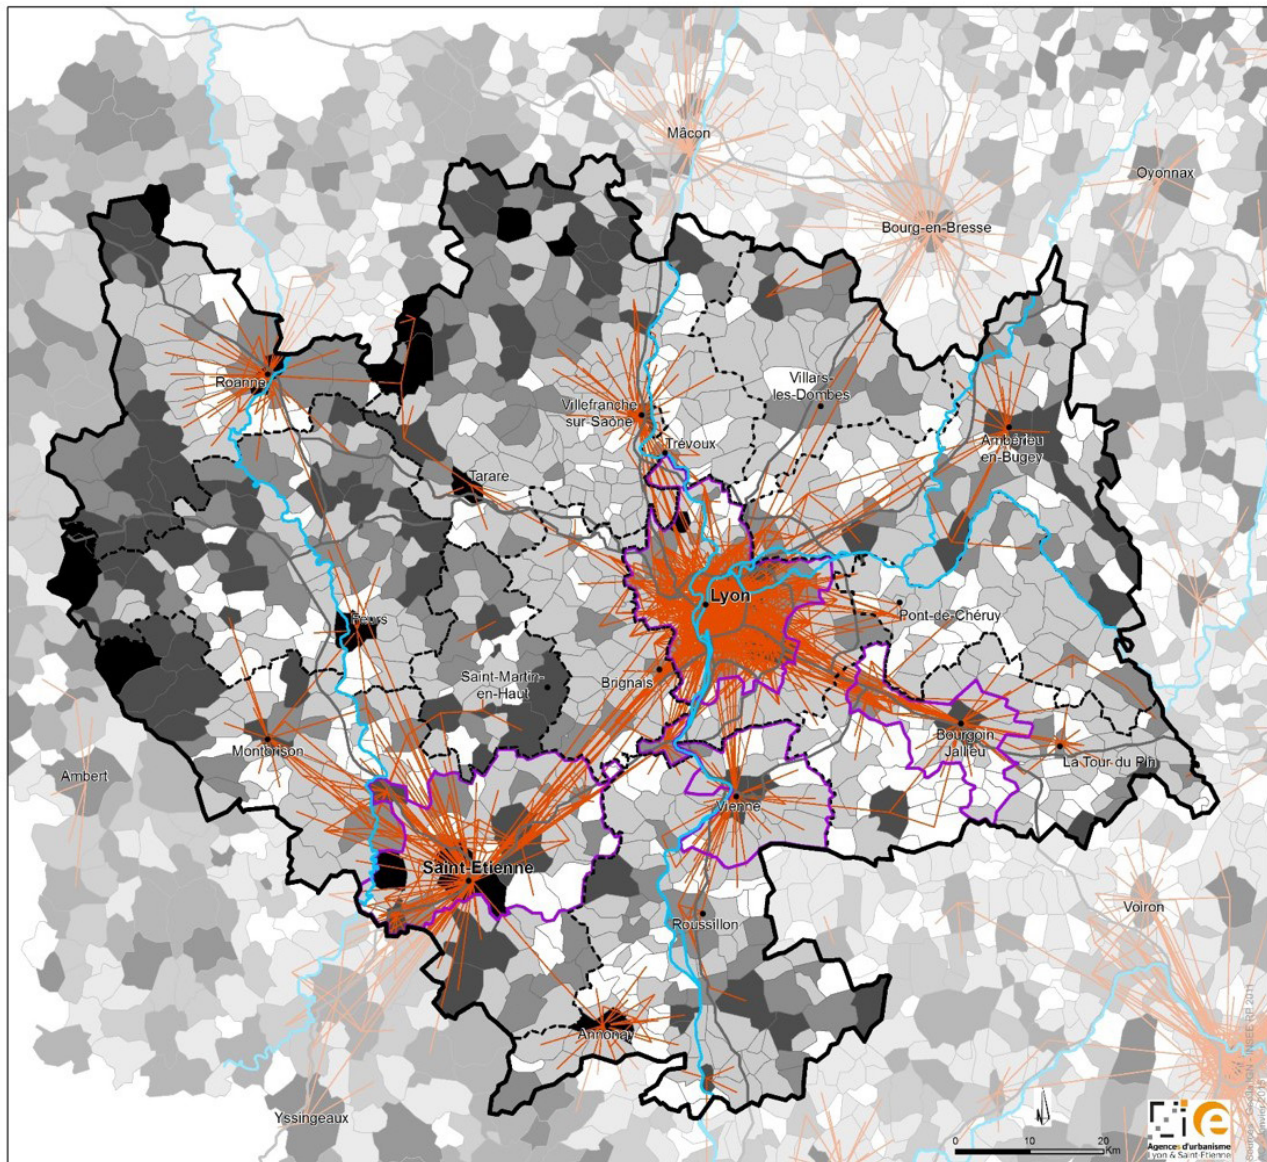 Mâcon
Oyonnax
Bourg-en-Bresse
Roanne
Villars-
les-Dombes
Villefranche
sur-Saône
Ambérieu
en-Bugey
Trévoux
Tarare
Lyon
Pont-de-Chéruy
Feurs
Saint-Martin-
en-Haut
Brignais
Montbrison
Bourgoin
Jallieu
La Tour du Pin
Ambert
Vienne
Saint-Etienne
Voiron
Roussillon
Annonay
Yssingeaux
0 10 20
Km
Agences d'urbanisme
Lyon & Saint-Etienne